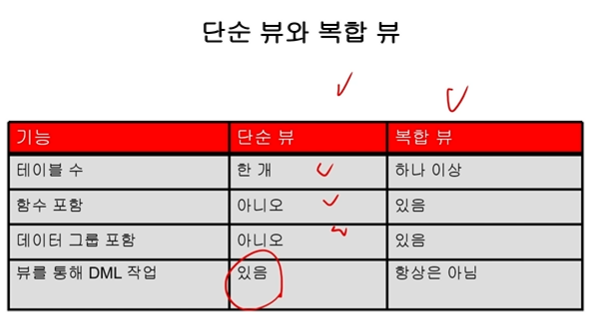 단순 뷰와 복합 뷰
기능 단순 뷰 복합 뷰
테이블 수 한 개 하나 이상
함수 포함 아니오 있음
데이터 그룹 포함 아니오 있음
뷰를 통해 DML 작업 있음 항상은 아님